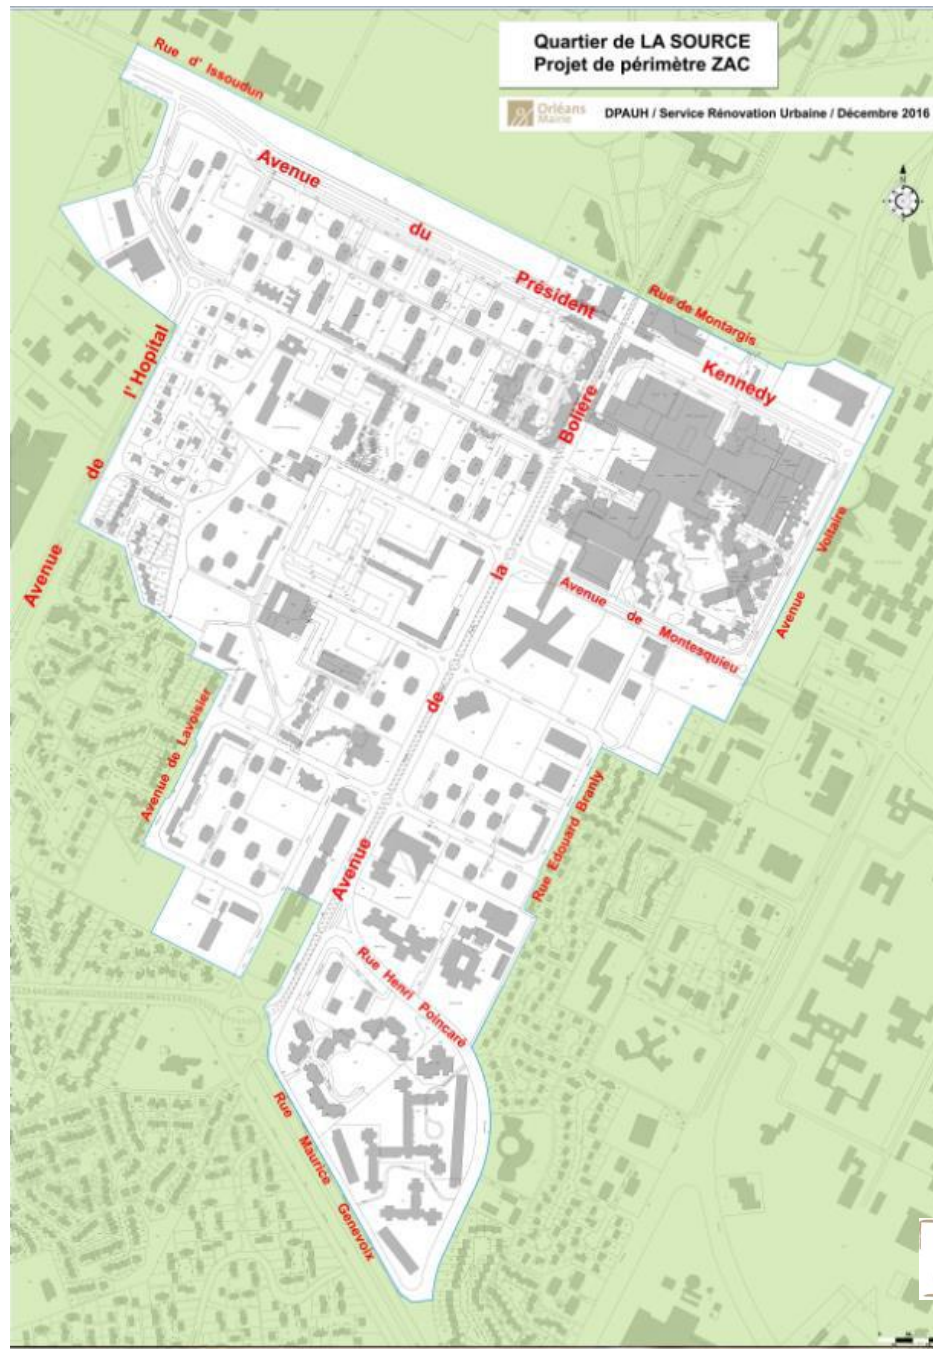 Quartier de LA SOURCE
Projet de périmètre ZAC
Orléans
Mairie
DPAUH / Service Rénovation Urbaine / Décembre 2016
N
Rue d' Issoudun
Avenue du Président Kennedy
Rue de Montargis
Avenue de l' Hopital
Avenue de la Bolière
Avenue Voltaire
Avenue de Montesquieu
Avenue de Lavoisier
Rue Edouard Branly
Rue Henri Poincaré
Rue Maurice Genevoix